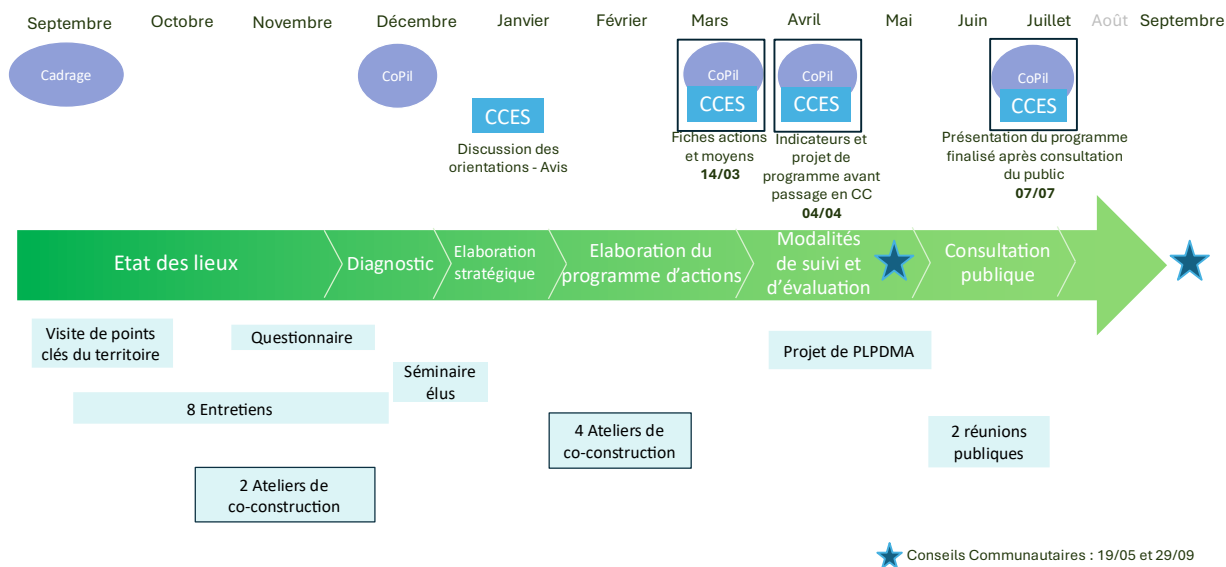 Septembre Octobre Novembre Décembre Janvier Février Mars Avril Mai Juin Juillet Août Septembre
Cadrage
CoPil
CCES
Discussion des
orientations - Avis
CoPil
CCES
Fiches actions
et moyens
14/03
CoPil
CCES
Indicateurs et
projet de
programme avant
passage en CC
04/04
CoPil
CCES
Présentation du programme
finalisé après consultation
du public
07/07
Etat des lieux
Diagnostic
Elaboration
stratégique
Elaboration du
programme d'actions
Modalités
de suivi et
d'évaluation
Consultation
publique
Visite de points
clés du territoire
Questionnaire
Séminaire
élus
8 Entretiens
2 Ateliers de
co-construction
4 Ateliers de
co-construction
Projet de PLPDMA
2 réunions
publiques
Conseils Communautaires : 19/05 et 29/09